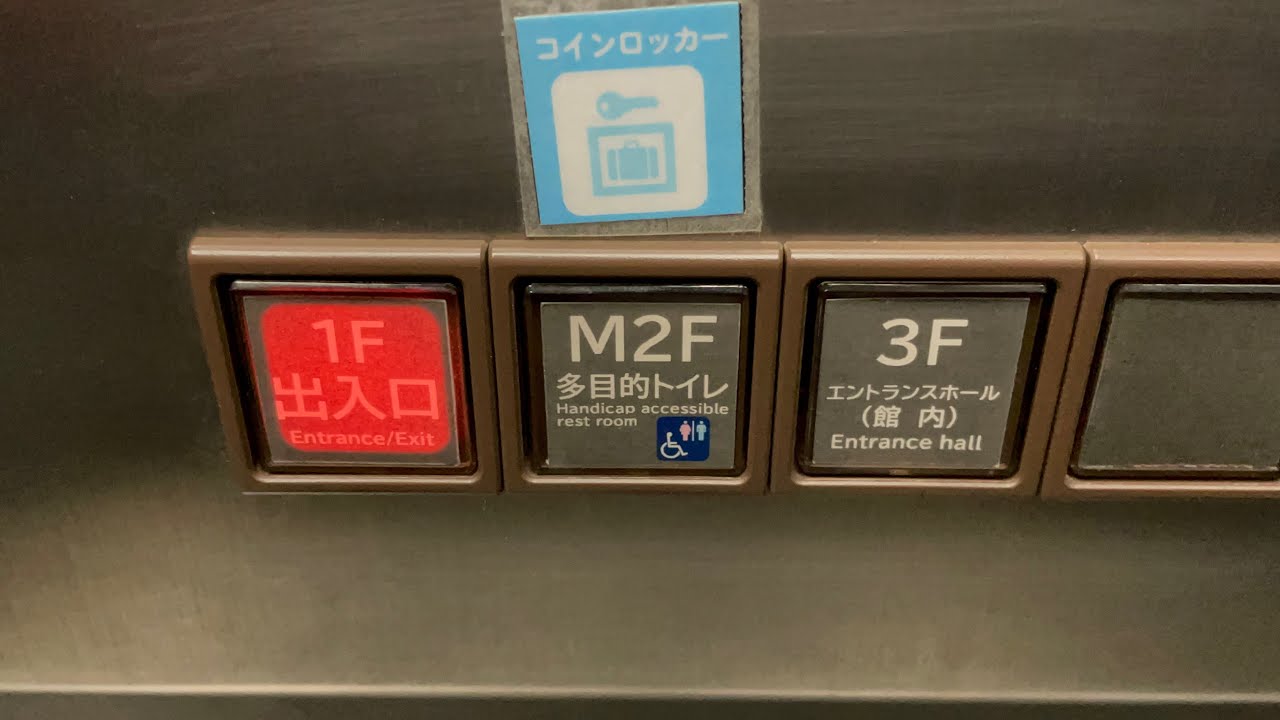 コインロッカー
1F
出入口
Entrance/Exit
M2F
多目的トイレ
Handicap accessible
rest room
3F
エントランスホール
(館 内)
Entrance hall